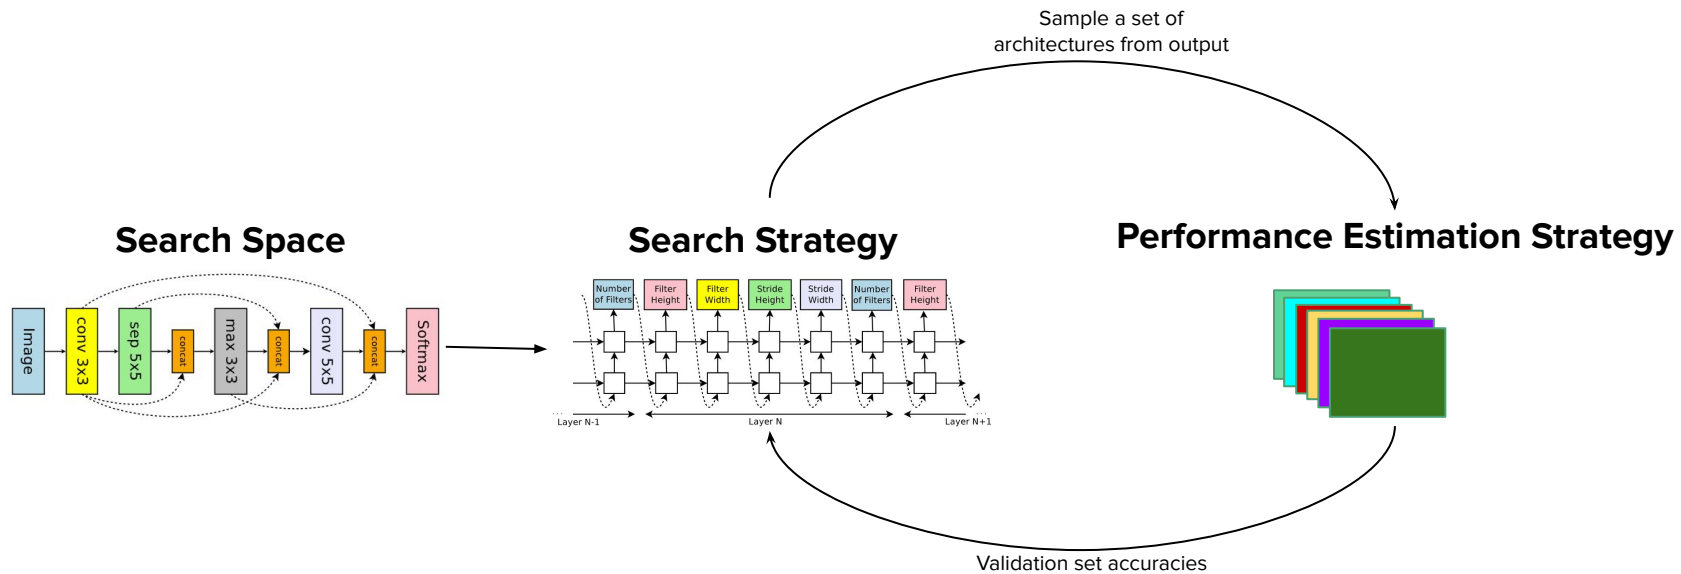 Sample a set of
architectures from output
Search Space
Search Strategy
Performance Estimation Strategy
Image
conv 3x3
sep 5x5
concat
max 3x3
concat
conv 5x5
concat
Softmax
Number
of Filters
Filter
Height
Filter
Width
Stride
Height
Stride
Width
Number
of Filters
Filter
Height
...
Layer N-1
Layer N
...
Layer N+1
Validation set accuracies